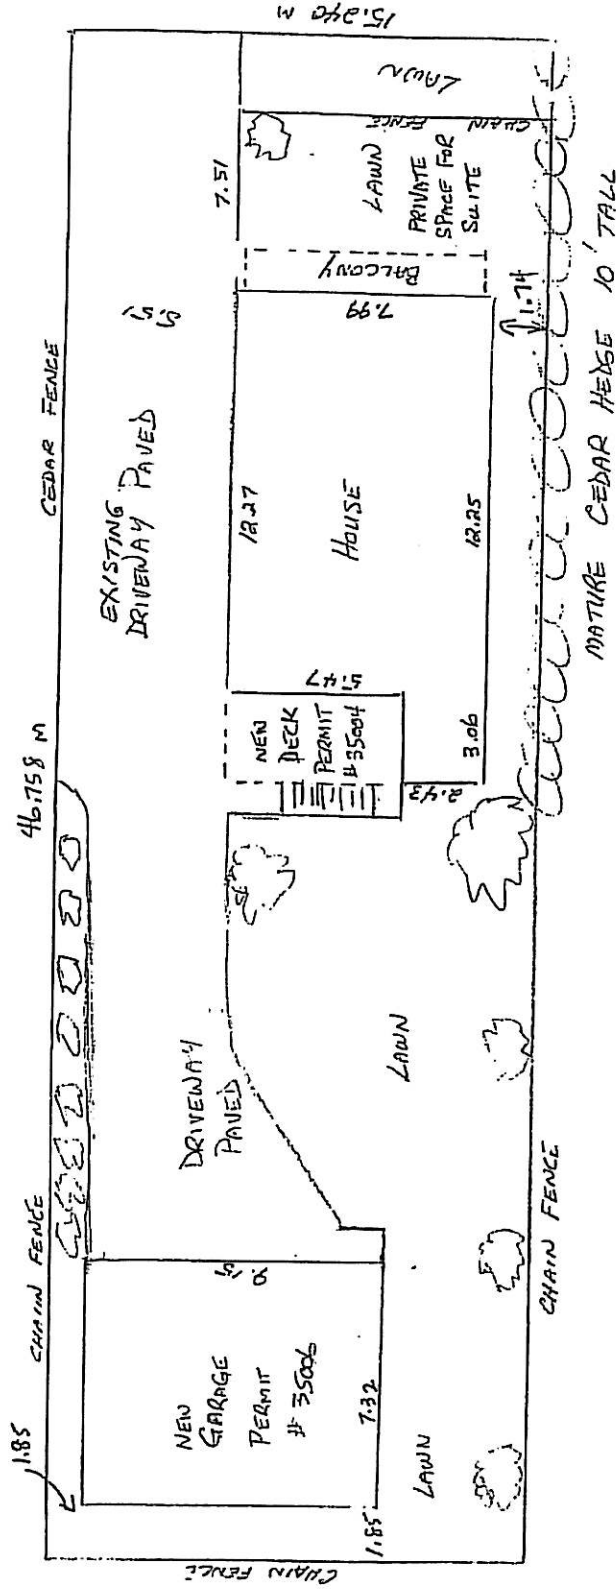 15.240 M
LAWN
CHAIN FENCE
LAWN
PRIVATE
SPACE FOR
SUITE
7.51
BALCONY
7.99
1.74
MATURE CEDAR HEDGE 10' TALL
CEDAR FENCE
EXISTING
DRIVEWAY PAVED
12.27
HOUSE
12.25
5.47
NEW
DECK
PERMIT
#35004
3.06
2.43
46.758 M
DRIVEWAY
PAVED
LAWN
CHAIN FENCE
CHAIN FENCE
9.15
NEW
GARAGE
PERMIT
# 35006
7.32
1.85
1.85
LAWN
CHAIN FENCE